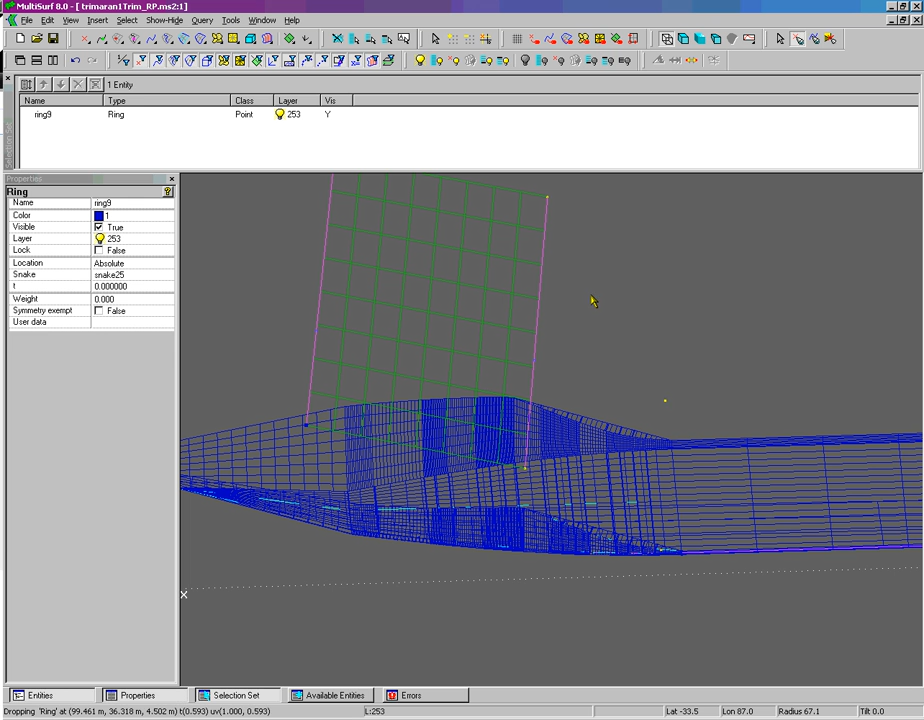 MultiSurf 8.0 - [ trimaran1Trim_RP.ms2:1]
File Edit View Insert Select Show-Hide Query Tools Window Help
1 Entity
Name Type Class Layer Vis
ring9 Ring Point 253 Y
Selection Set
Properties
Ring
Name ring9
Color 1
Visible True
Layer 253
Lock False
Location Absolute
Snake snake25
t 0.000000
Weight 0.000
Symmetry exempt False
User data
X
Entities Properties Selection Set Available Entities Errors
Dropping 'Ring' at (99.461 m, 36.318 m, 4.502 m) t(0.593) uv(1.000, 0.593) L:253 Lat -33.5 Lon 87.0 Radius 67.1 Tilt 0.0